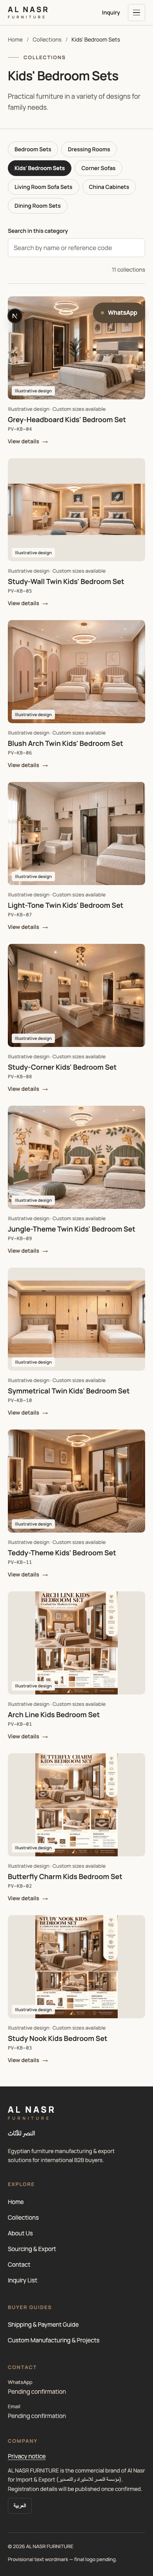 AL NASR
FURNITURE
Inquiry
Home / Collections / Kids' Bedroom Sets
COLLECTIONS
Kids' Bedroom Sets
Practical furniture in a variety of designs for
family needs.
Bedroom Sets
Dressing Rooms
Kids' Bedroom Sets
Corner Sofas
Living Room Sofa Sets
China Cabinets
Dining Room Sets
Search in this category
Search by name or reference code
11 collections
N
WhatsApp
Illustrative design
Illustrative design · Custom sizes available
Grey-Headboard Kids' Bedroom Set
PV-KB-04
View details →
Illustrative design
Illustrative design · Custom sizes available
Study-Wall Twin Kids' Bedroom Set
PV-KB-05
View details →
Illustrative design
Illustrative design · Custom sizes available
Blush Arch Twin Kids' Bedroom Set
PV-KB-06
View details →
Illustrative design
Illustrative design · Custom sizes available
Light-Tone Twin Kids' Bedroom Set
PV-KB-07
View details →
Illustrative design
Illustrative design · Custom sizes available
Study-Corner Kids' Bedroom Set
PV-KB-08
View details →
Illustrative design
Illustrative design · Custom sizes available
Jungle-Theme Twin Kids' Bedroom Set
PV-KB-09
View details →
Illustrative design
Illustrative design · Custom sizes available
Symmetrical Twin Kids' Bedroom Set
PV-KB-10
View details →
Illustrative design
Illustrative design · Custom sizes available
Teddy-Theme Kids' Bedroom Set
PV-KB-11
View details →
ARCH LINE KIDS
BEDROOM SET
Illustrative design
Illustrative design · Custom sizes available
Arch Line Kids Bedroom Set
PV-KB-01
View details →
BUTTERFLY CHARM
KIDS BEDROOM SET
Illustrative design
Illustrative design · Custom sizes available
Butterfly Charm Kids Bedroom Set
PV-KB-02
View details →
STUDY NOOK KIDS
BEDROOM SET
Illustrative design
Illustrative design · Custom sizes available
Study Nook Kids Bedroom Set
PV-KB-03
View details →
AL NASR
FURNITURE
النصر للأثاث
Egyptian furniture manufacturing & export
solutions for international B2B buyers.
EXPLORE
Home
Collections
About Us
Sourcing & Export
Contact
Inquiry List
BUYER GUIDES
Shipping & Payment Guide
Custom Manufacturing & Projects
CONTACT
WhatsApp
Pending confirmation
Email
Pending confirmation
COMPANY
Privacy notice
AL NASR FURNITURE is the commercial brand of Al Nasr
for Import & Export (مؤسسة النصر للاستيراد والتصدير).
Registration details will be published once confirmed.
العربية
© 2026 AL NASR FURNITURE
Provisional text wordmark — final logo pending.